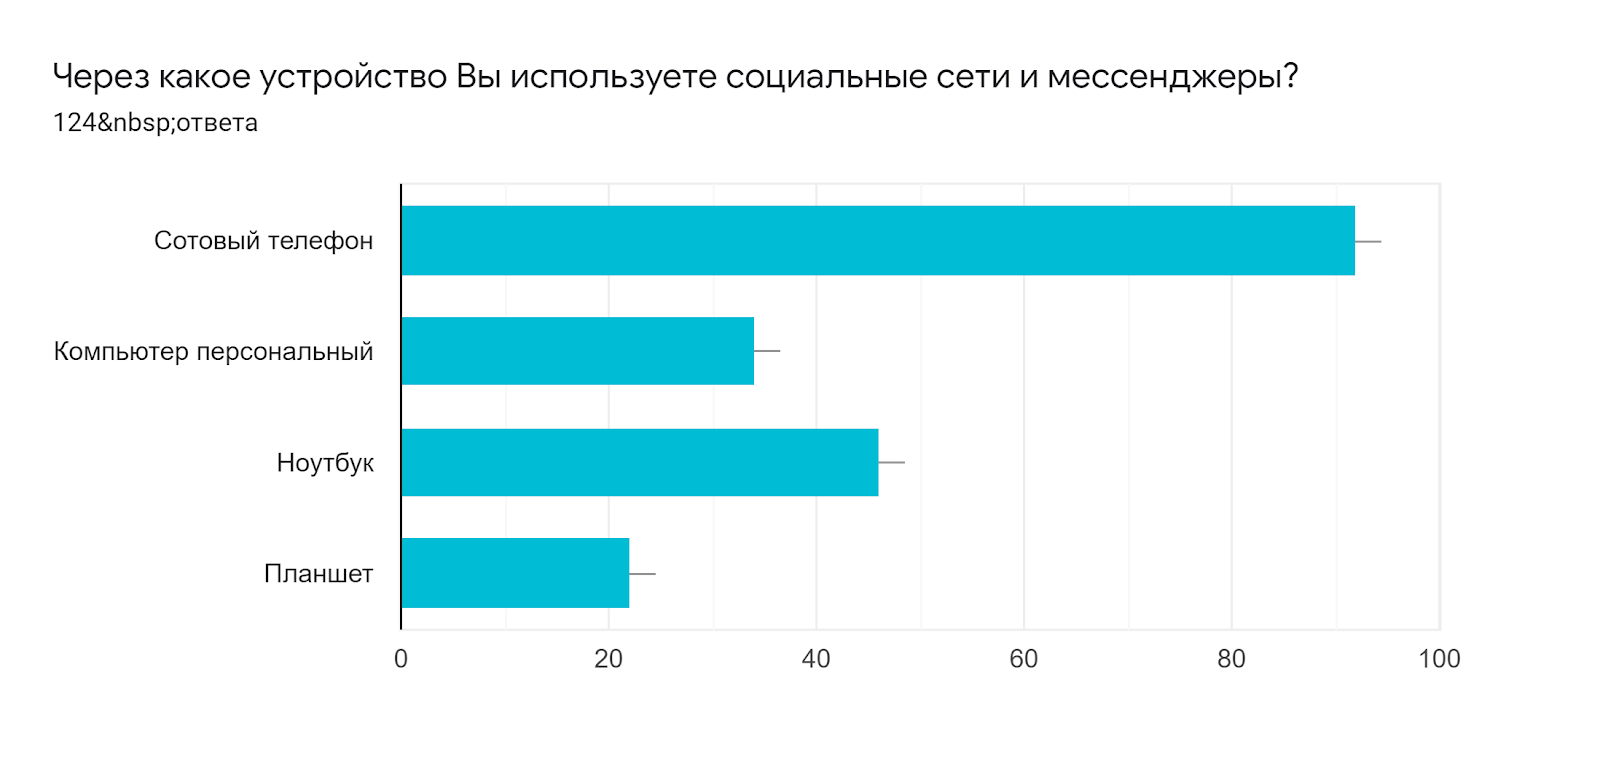 Через какое устройство Вы используете социальные сети и мессенджеры?
124&nbsp;ответа
Сотовый телефон
Компьютер персональный
Ноутбук
Планшет
0 20 40 60 80 100